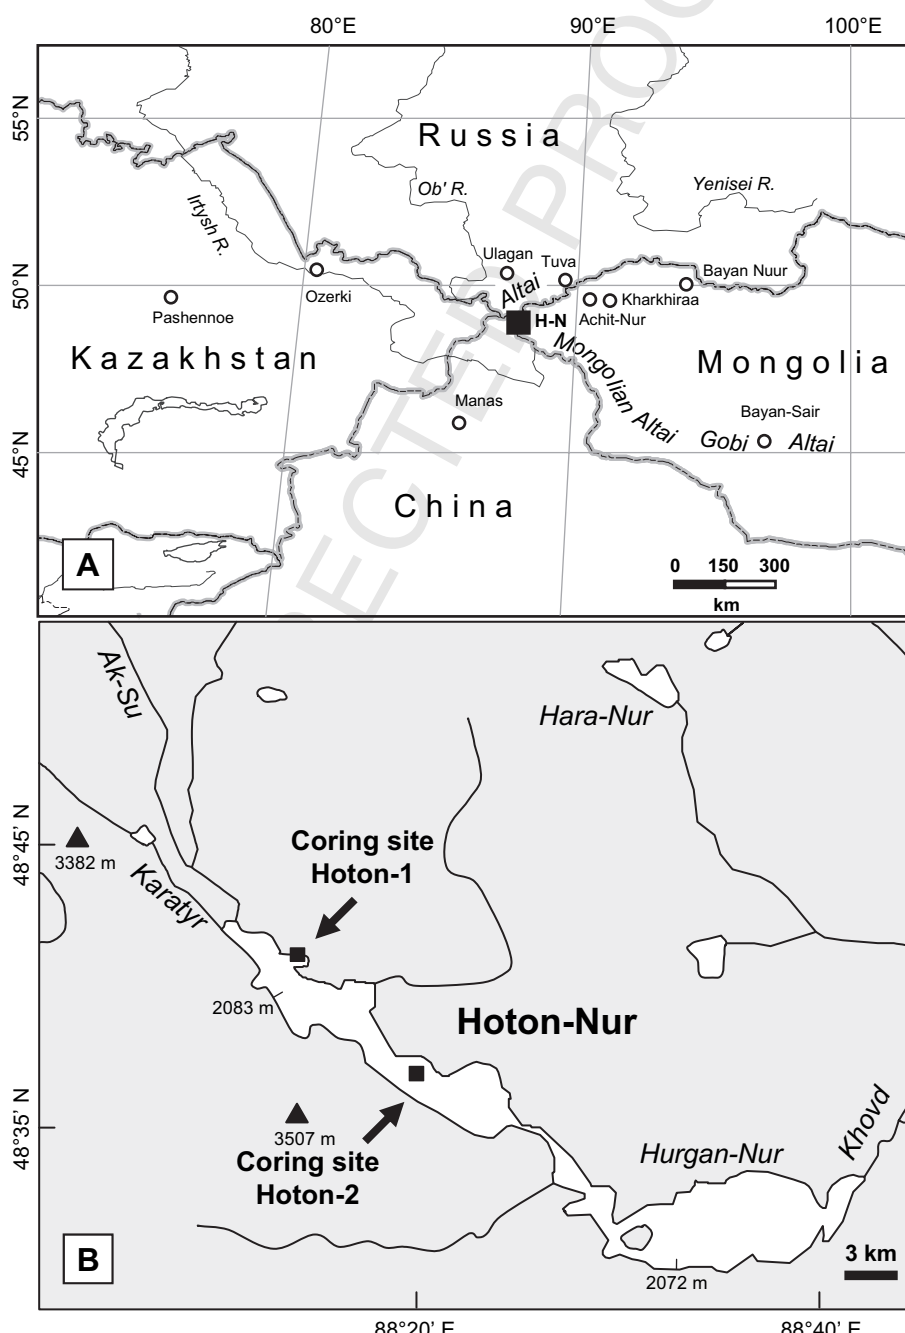 80°E 90°E 100°E
55°N
Russia
Ob' R.
Yenisei R.
Irtysh R.
50°N
Ulagan
Tuva
Altai
Bayan Nuur
Ozerki
Pashennoe
H-N
Achit-Nur
Kharkhiraa
Kazakhstan
Mongolian Altai
Mongolia
Manas
Bayan-Sair
Gobi Altai
45°N
China
A
0 150 300
km
Ak-Su
Hara-Nur
48°45' N
3382 m
Coring site
Hoton-1
Karatyr
2083 m
Hoton-Nur
48°35' N
3507 m
Coring site
Hoton-2
Hurgan-Nur
Khovd
B
3 km
2072 m
88°20' E 88°40' E